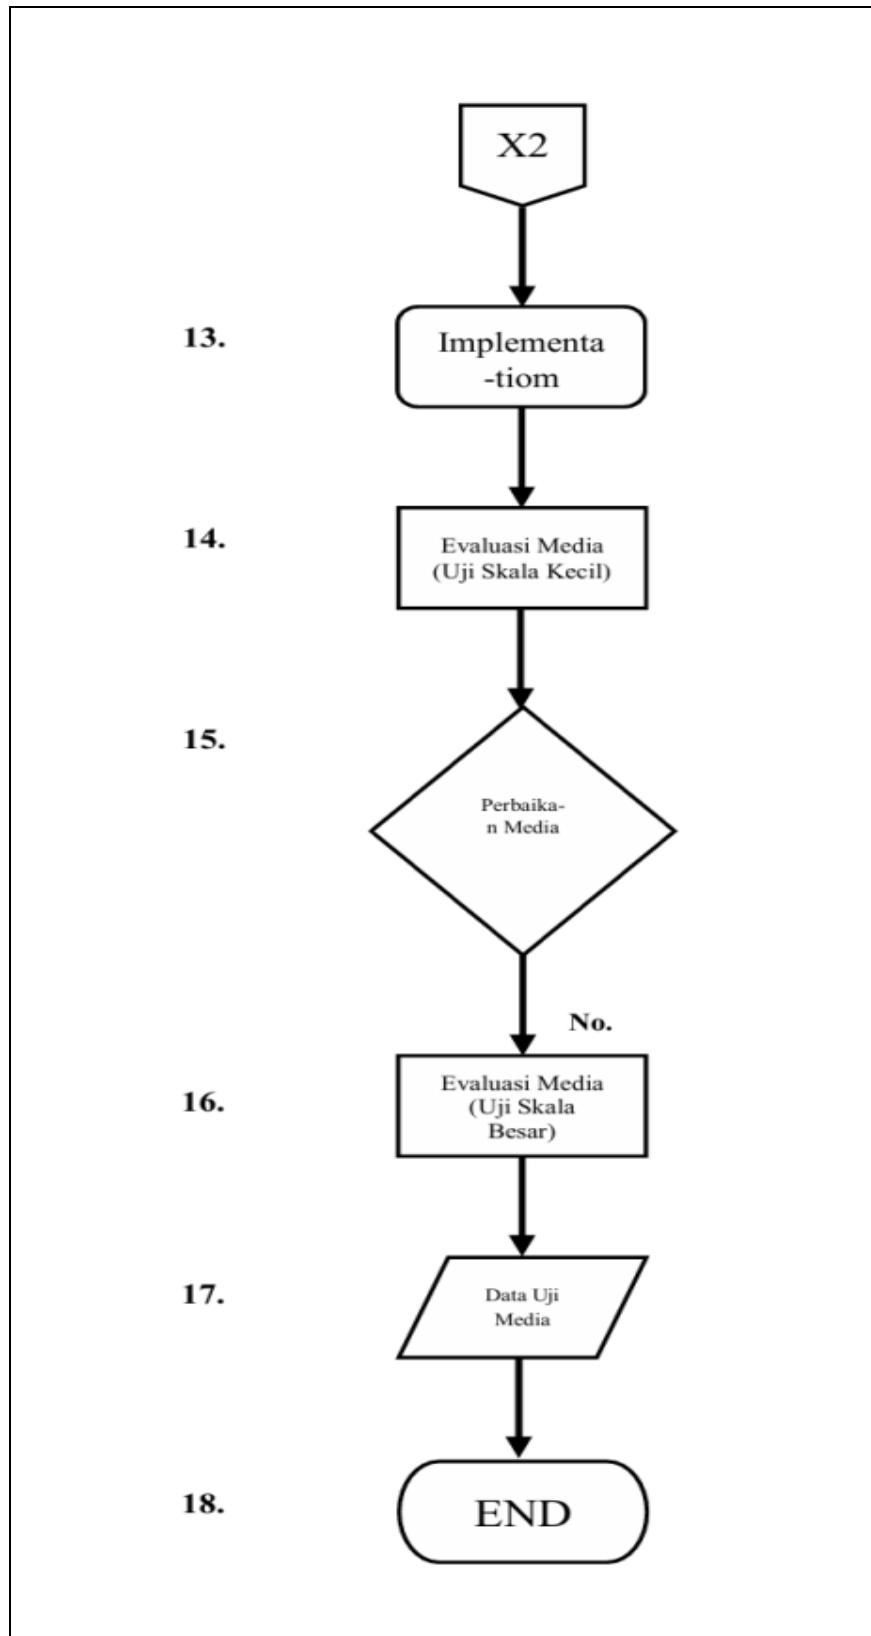 X2
13.
Implementa
-tiom
14.
Evaluasi Media
(Uji Skala Kecil)
15.
Perbaika-
n Media
No.
16.
Evaluasi Media
(Uji Skala
Besar)
17.
Data Uji
Media
18.
END